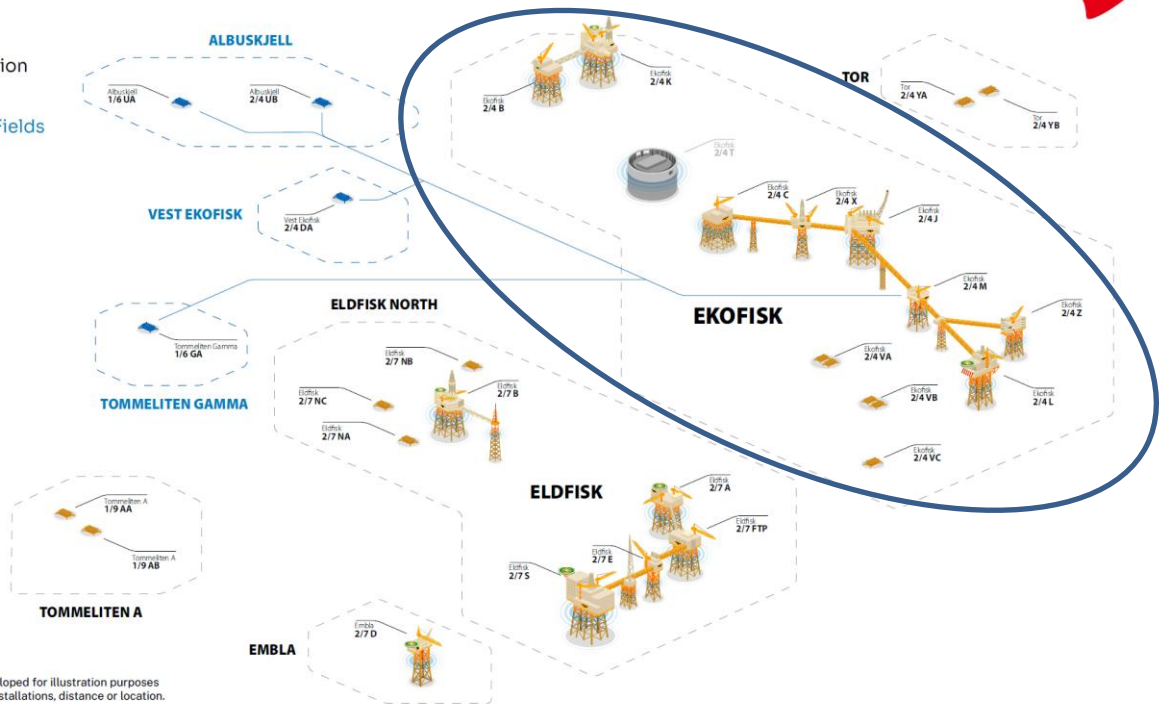 ion
Fields
ALBUSKJELL
Albuskjell
1/6 UA
Albuskjell
2/4 UB
Ekofisk
2/4 B
Ekofisk
2/4 K
TOR
Tor
2/4 YA
Tor
2/4 YB
Ekofisk
2/4 T
VEST EKOFISK
Vest Ekofisk
2/4 DA
Ekofisk
2/4 C
Ekofisk
2/4 X
Ekofisk
2/4 J
Ekofisk
2/4 M
Ekofisk
2/4 Z
EKOFISK
Tommeliten Gamma
1/6 GA
TOMMELITEN GAMMA
ELDFISK NORTH
Eldfisk
2/7 NB
Eldfisk
2/7 B
Eldfisk
2/7 NC
Eldfisk
2/7 NA
Ekofisk
2/4 VA
Ekofisk
2/4 VB
Ekofisk
2/4 L
Ekofisk
2/4 VC
ELDFISK
Eldfisk
2/7 A
Eldfisk
2/7 FTP
Eldfisk
2/7 E
Eldfisk
2/7 S
Tommeliten A
1/9 AA
Tommeliten A
1/9 AB
TOMMELITEN A
EMBLA
Embla
2/7 D
loped for illustration purposes
stallations, distance or location.